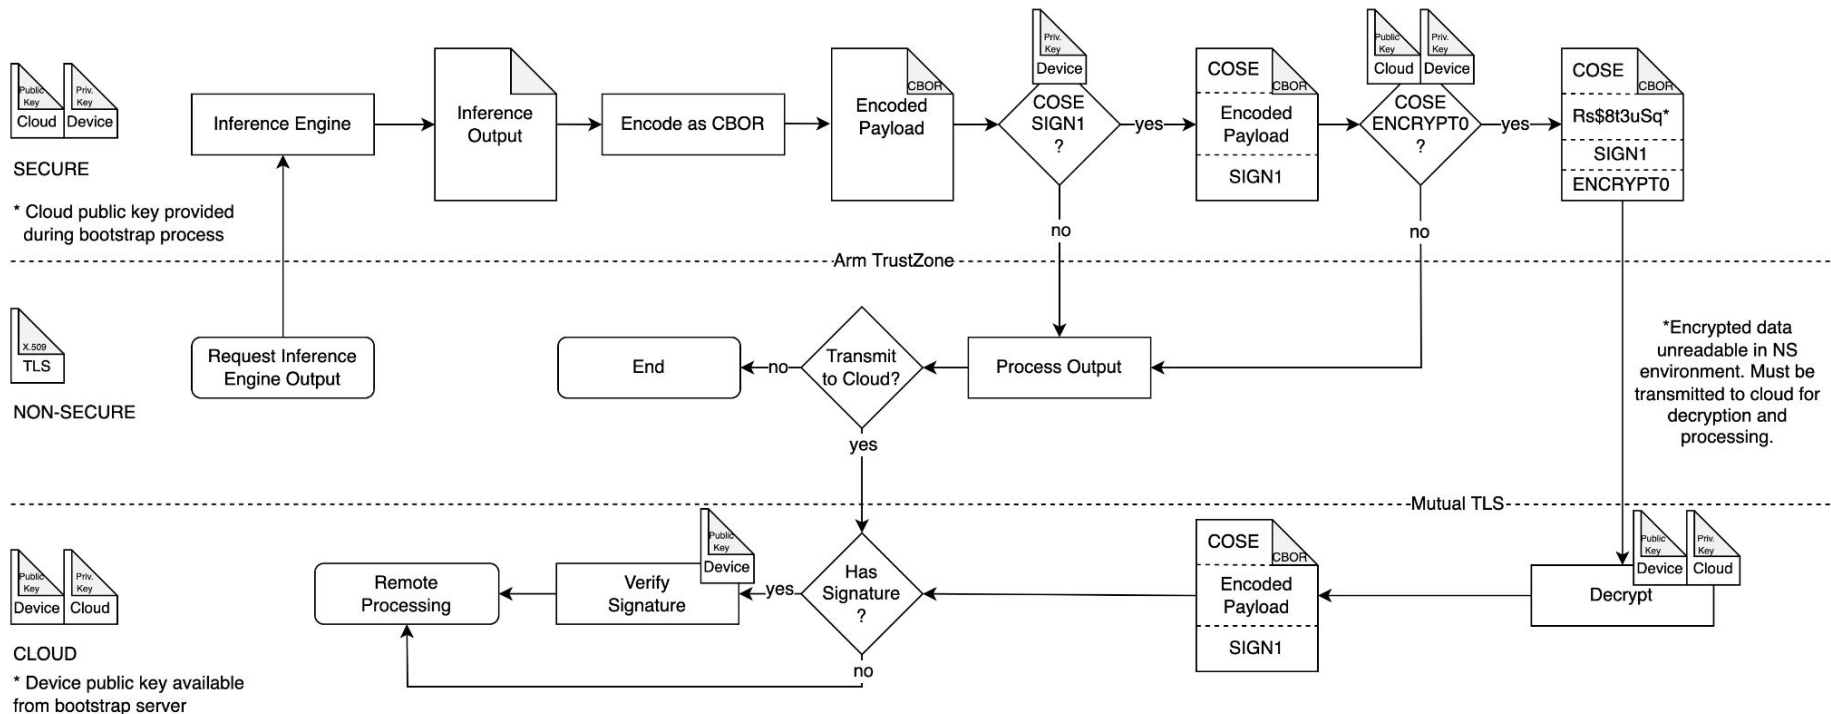 Public
Key
Cloud
Priv.
Key
Device
SECURE
* Cloud public key provided
during bootstrap process
Inference Engine
Inference
Output
Encode as CBOR
CBOR
Encoded
Payload
Priv.
Key
Device
COSE
SIGN1
?
yes
no
COSE
CBOR
Encoded
Payload
SIGN1
Public
Key
Cloud
Priv.
Key
Device
COSE
ENCRYPT0
?
yes
no
COSE
CBOR
Rs$8t3uSq*
SIGN1
ENCRYPT0
Arm TrustZone
X.509
TLS
NON-SECURE
Request Inference
Engine Output
End
no
Transmit
to Cloud?
yes
Process Output
*Encrypted data
unreadable in NS
environment. Must be
transmitted to cloud for
decryption and
processing.
Mutual TLS
Public
Key
Device
Priv.
Key
Cloud
CLOUD
* Device public key available
from bootstrap server
Remote
Processing
Verify
Signature
Public
Key
Device
yes
Has
Signature
?
no
COSE
CBOR
Encoded
Payload
SIGN1
Decrypt
Public
Key
Device
Priv.
Key
Cloud